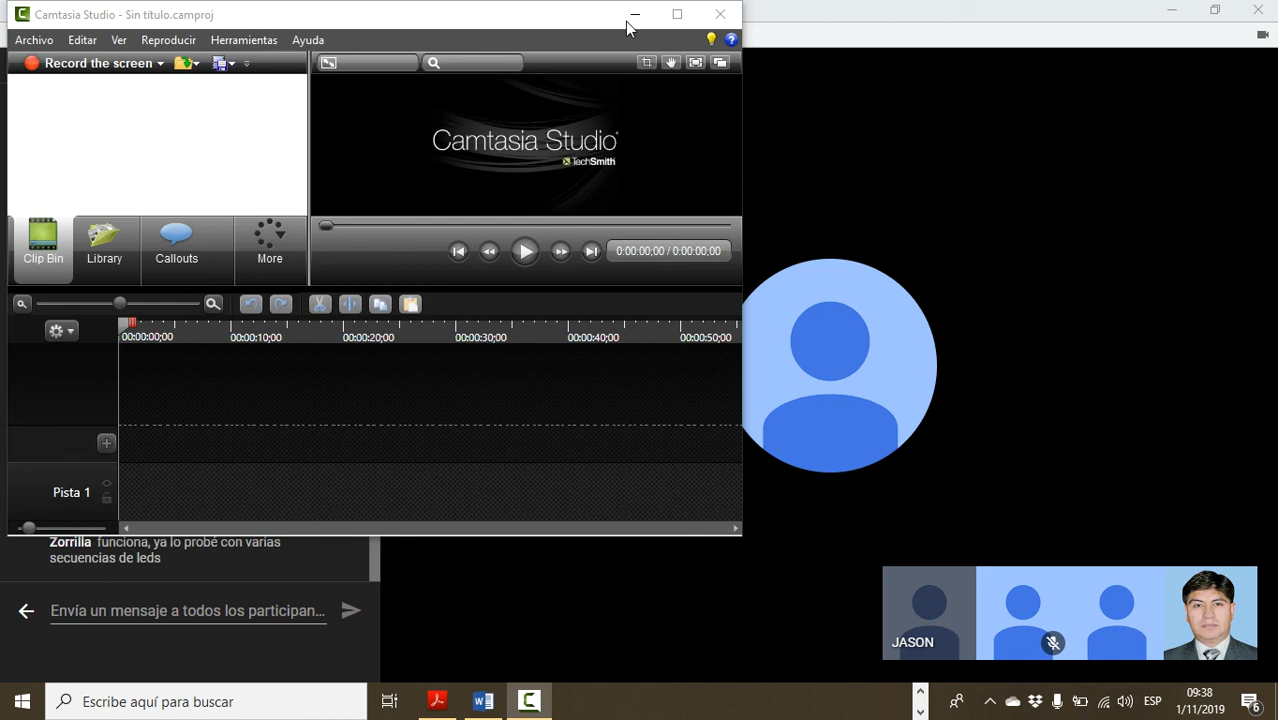 Camtasia Studio - Sin título.camproj
Archivo Editar Ver Reproducir Herramientas Ayuda
Record the screen
Camtasia Studio
TechSmith
Clip Bin Library Callouts More
0:00:00;00 / 0:00:00;00
00:00:00;00 00:00:10;00 00:00:20;00 00:00:30;00 00:00:40;00 00:00:50;00
Pista 1
Zorrilla funciona, ya lo probé con varias
secuencias de leds
Envía un mensaje a todos los participan...
JASON
Escribe aquí para buscar
ESP
09:38
1/11/2019
6